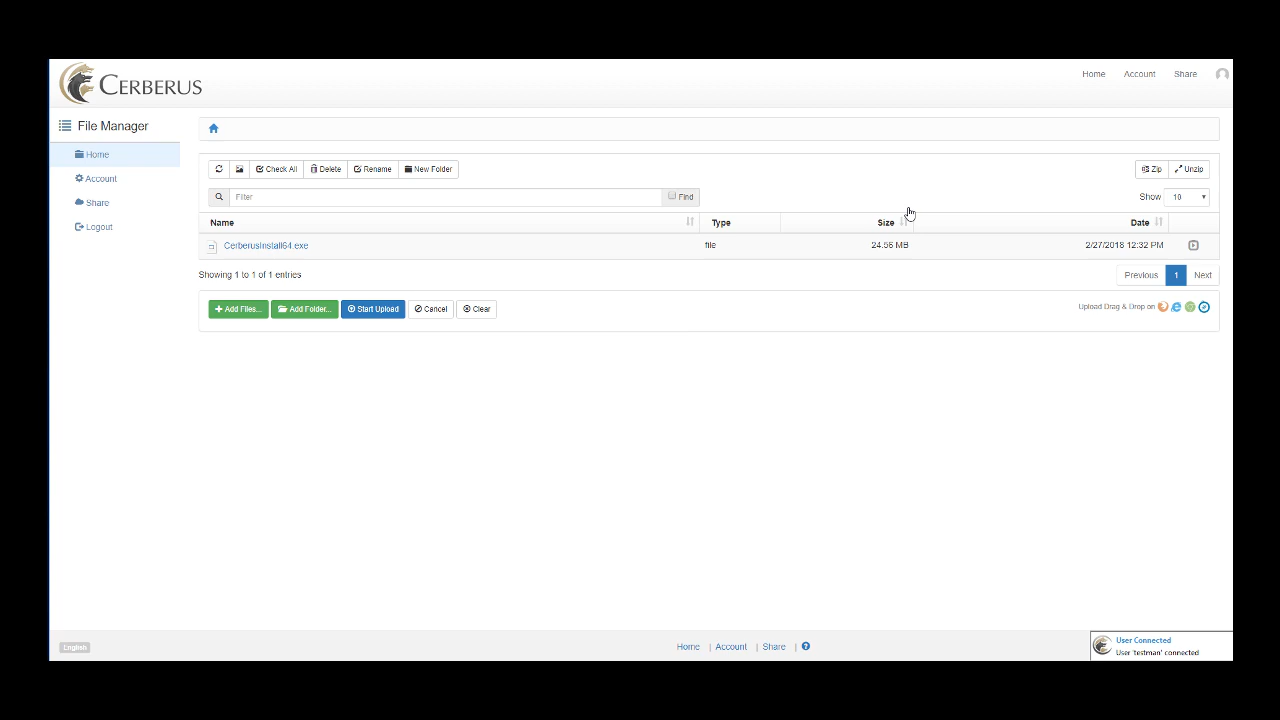 CERBERUS
Home Account Share
File Manager
Home
Account
Share
Logout
Check All Delete Rename New Folder Zip Unzip
Filter Find Show 10
Name Type Size Date
CerberusInstall64.exe file 24.56 MB 2/27/2018 12:32 PM
Showing 1 to 1 of 1 entries Previous 1 Next
Add Files... Add Folder... Start Upload Cancel Clear Upload Drag & Drop on
English Home | Account | Share |
User Connected
User 'testman' connected